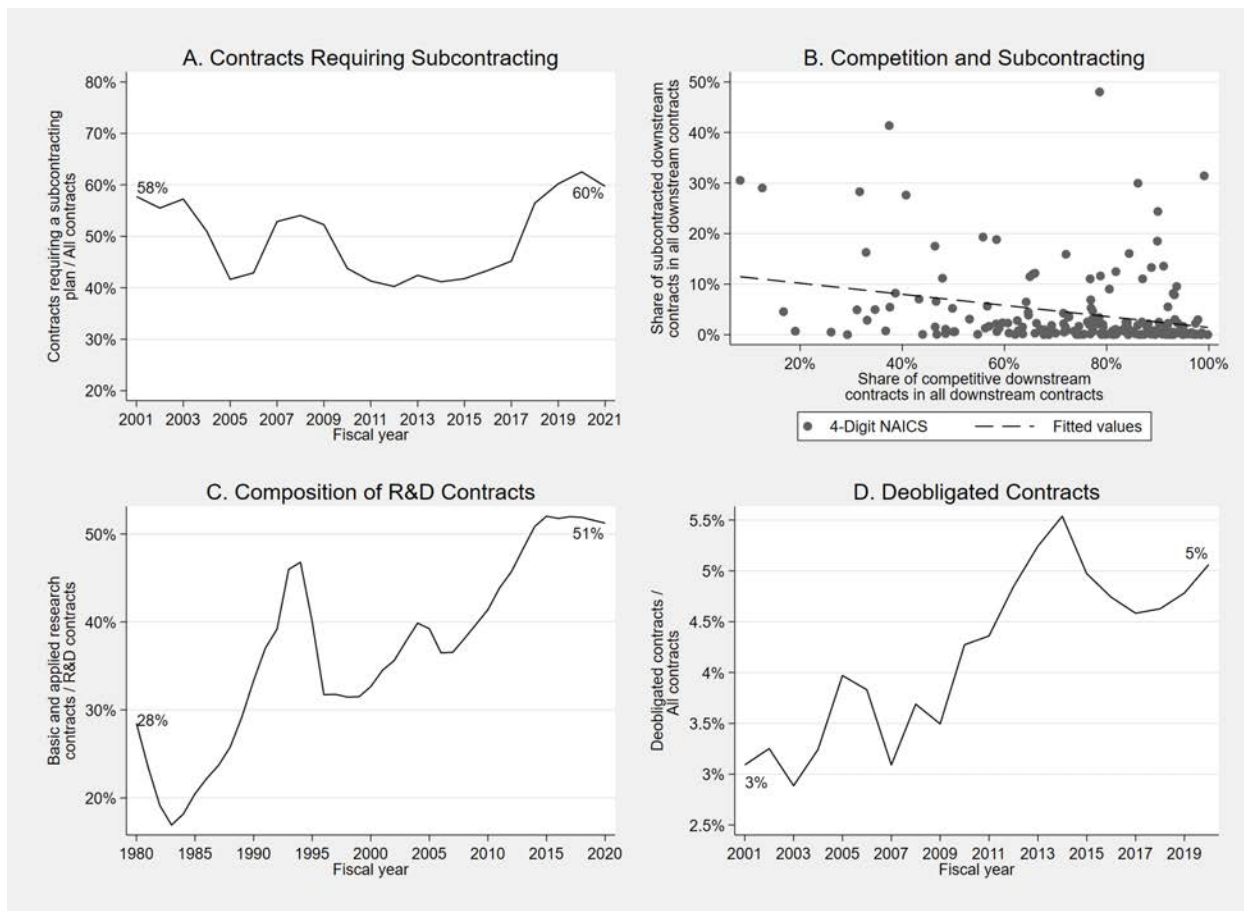 A. Contracts Requiring Subcontracting
Contracts requiring a subcontracting
plan / All contracts
80%
70%
60%
50%
40%
30%
20%
58%
60%
2001 2003 2005 2007 2009 2011 2013 2015 2017 2019 2021
Fiscal year
B. Competition and Subcontracting
Share of subcontracted downstream
contracts in all downstream contracts
50%
40%
30%
20%
10%
0%
20% 40% 60% 80% 100%
Share of competitive downstream
contracts in all downstream contracts
4-Digit NAICS Fitted values
C. Composition of R&D Contracts
Basic and applied research
contracts / R&D contracts
50%
40%
30%
20%
28%
51%
1980 1985 1990 1995 2000 2005 2010 2015 2020
Fiscal year
D. Deobligated Contracts
Deobligated contracts /
All contracts
5.5%
5%
4.5%
4%
3.5%
3%
2.5%
3%
5%
2001 2003 2005 2007 2009 2011 2013 2015 2017 2019
Fiscal year